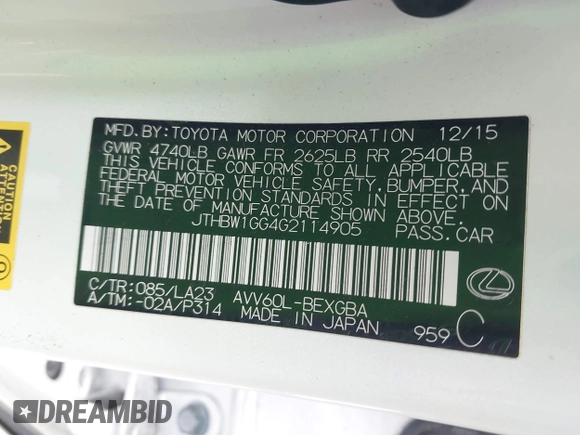 MFD. BY: TOYOTA MOTOR CORPORATION 12/15
GVWR 4740LB GAWR FR 2625LB RR 2540LB
THIS VEHICLE CONFORMS TO ALL APPLICABLE
FEDERAL MOTOR VEHICLE SAFETY, BUMPER, AND
THEFT PREVENTION STANDARDS IN EFFECT ON
THE DATE OF MANUFACTURE SHOWN ABOVE.
JTHBW1GG4G2114905 PASS.CAR
C/TR: 085/LA23 AVV60L-BEXGBA
A/TM: -02A/P314 MADE IN JAPAN 959 C
CAUTION
ATTENTION
DREAMBID